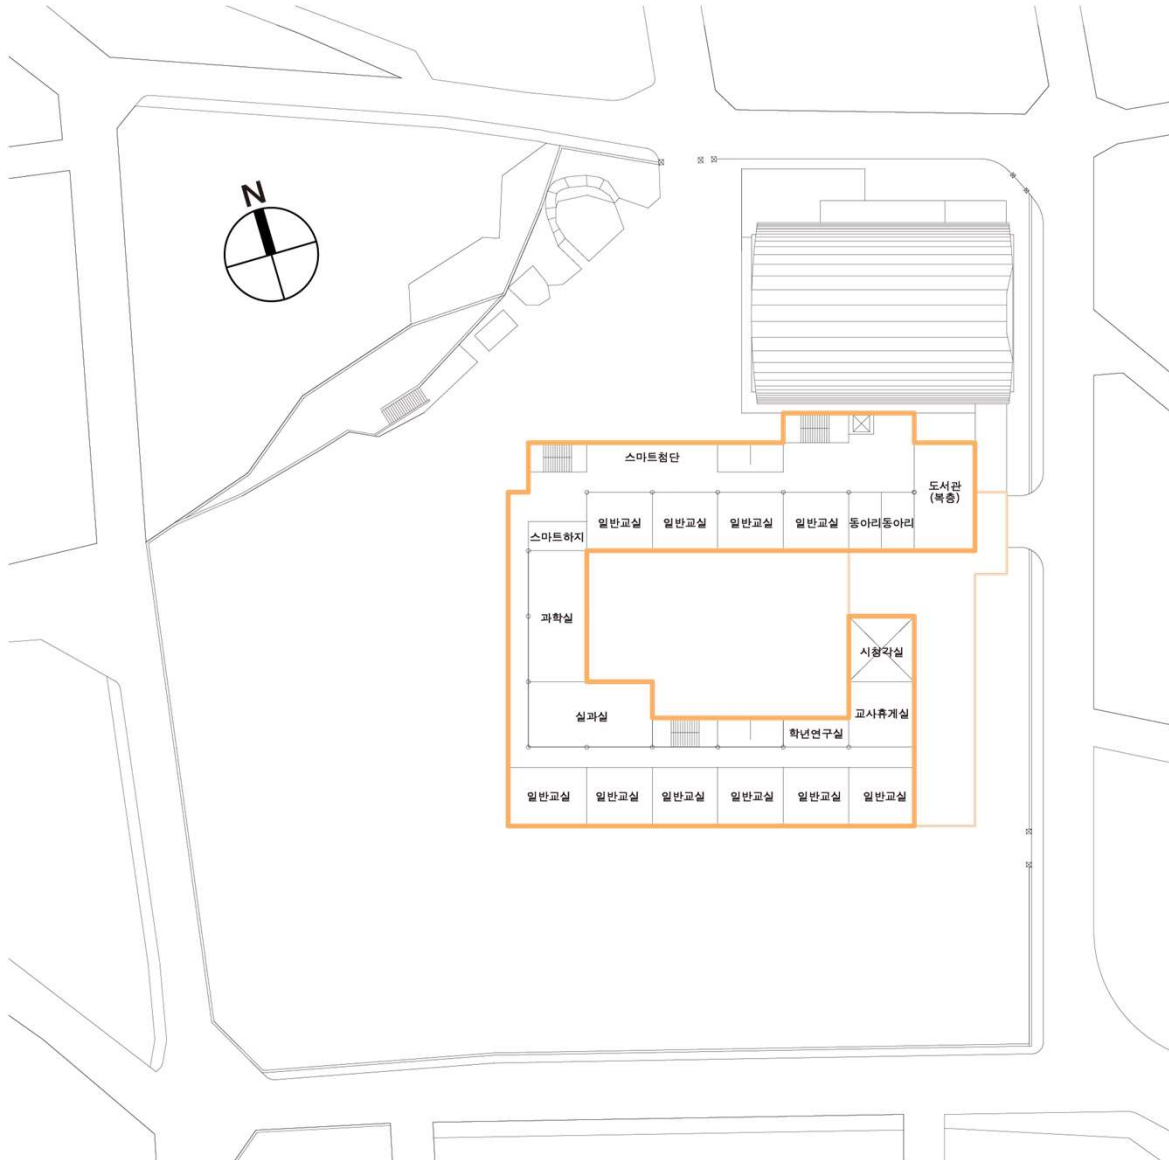 N
스마트첨단
도서관
(복층)
일반교실 일반교실 일반교실 일반교실 동아리 동아리
스마트하지
과학실
시청각실
실과실
교사휴게실
학년연구실
일반교실 일반교실 일반교실 일반교실 일반교실 일반교실